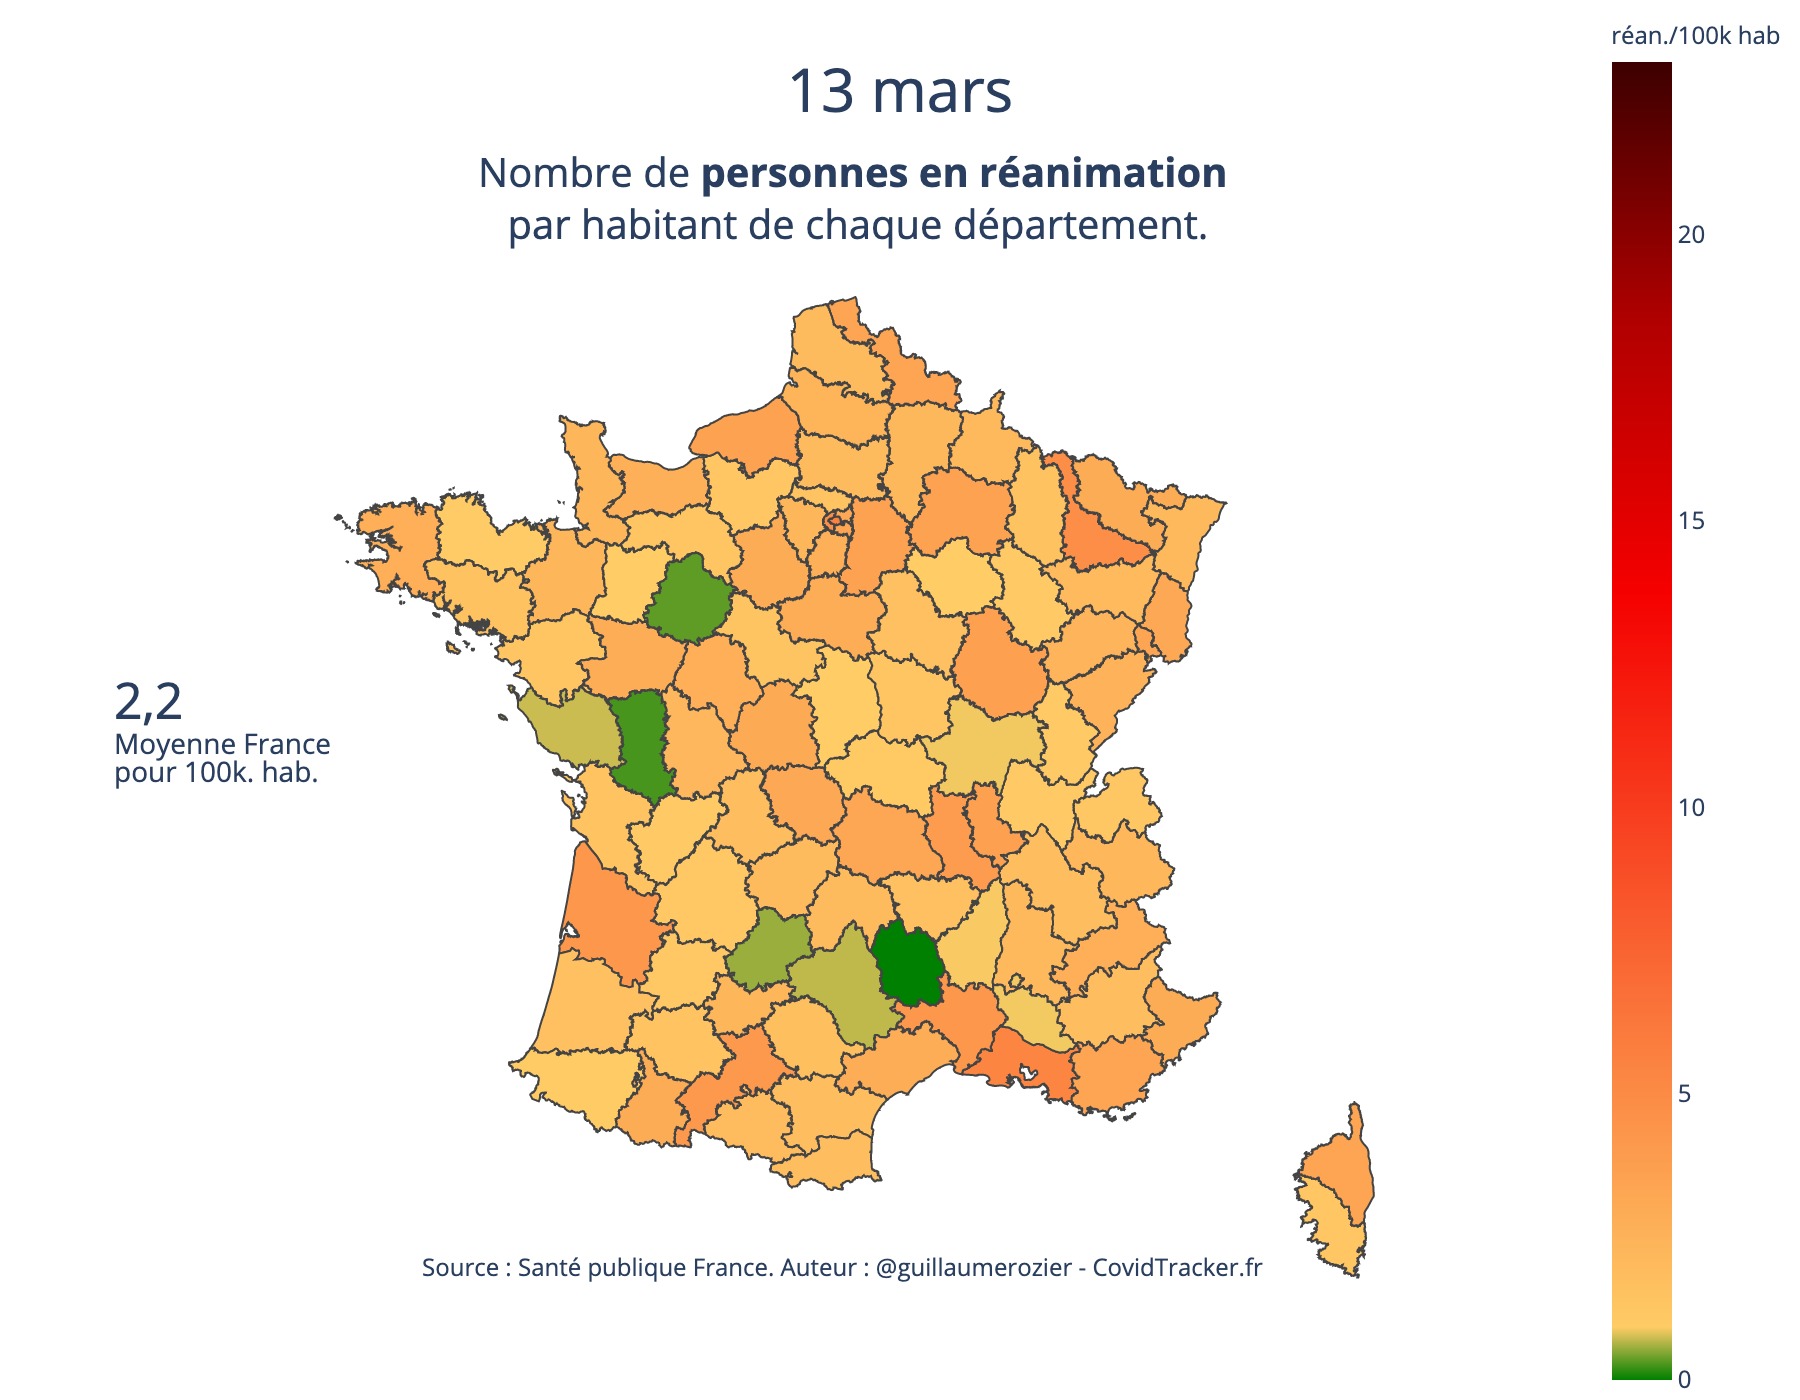 réan./100k hab
13 mars
Nombre de personnes en réanimation
par habitant de chaque département.
20
15
2,2
Moyenne France
pour 100k. hab.
10
5
Source : Santé publique France. Auteur : @guillaumerozier - CovidTracker.fr
0